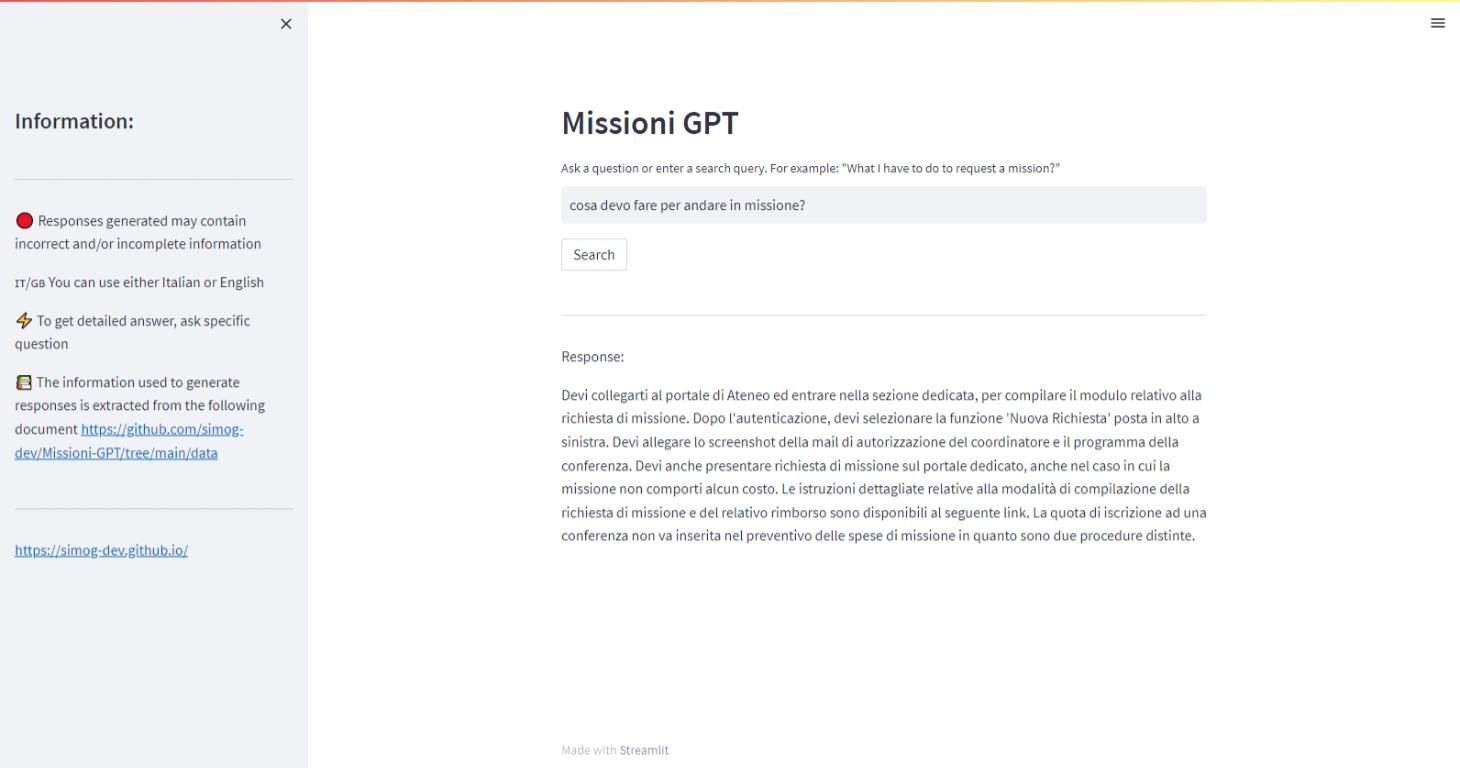 Information:
🔴 Responses generated may contain
incorrect and/or incomplete information
IT/GB You can use either Italian or English
⚡ To get detailed answer, ask specific
question
📚 The information used to generate
responses is extracted from the following
document https://github.com/simog-
dev/Missioni-GPT/tree/main/data
https://simog-dev.github.io/
Missioni GPT
Ask a question or enter a search query. For example: "What I have to do to request a mission?"
cosa devo fare per andare in missione?
Search
Response:
Devi collegarti al portale di Ateneo ed entrare nella sezione dedicata, per compilare il modulo relativo alla
richiesta di missione. Dopo l'autenticazione, devi selezionare la funzione 'Nuova Richiesta' posta in alto a
sinistra. Devi allegare lo screenshot della mail di autorizzazione del coordinatore e il programma della
conferenza. Devi anche presentare richiesta di missione sul portale dedicato, anche nel caso in cui la
missione non comporti alcun costo. Le istruzioni dettagliate relative alla modalità di compilazione della
richiesta di missione e del relativo rimborso sono disponibili al seguente link. La quota di iscrizione ad una
conferenza non va inserita nel preventivo delle spese di missione in quanto sono due procedure distinte.
Made with Streamlit